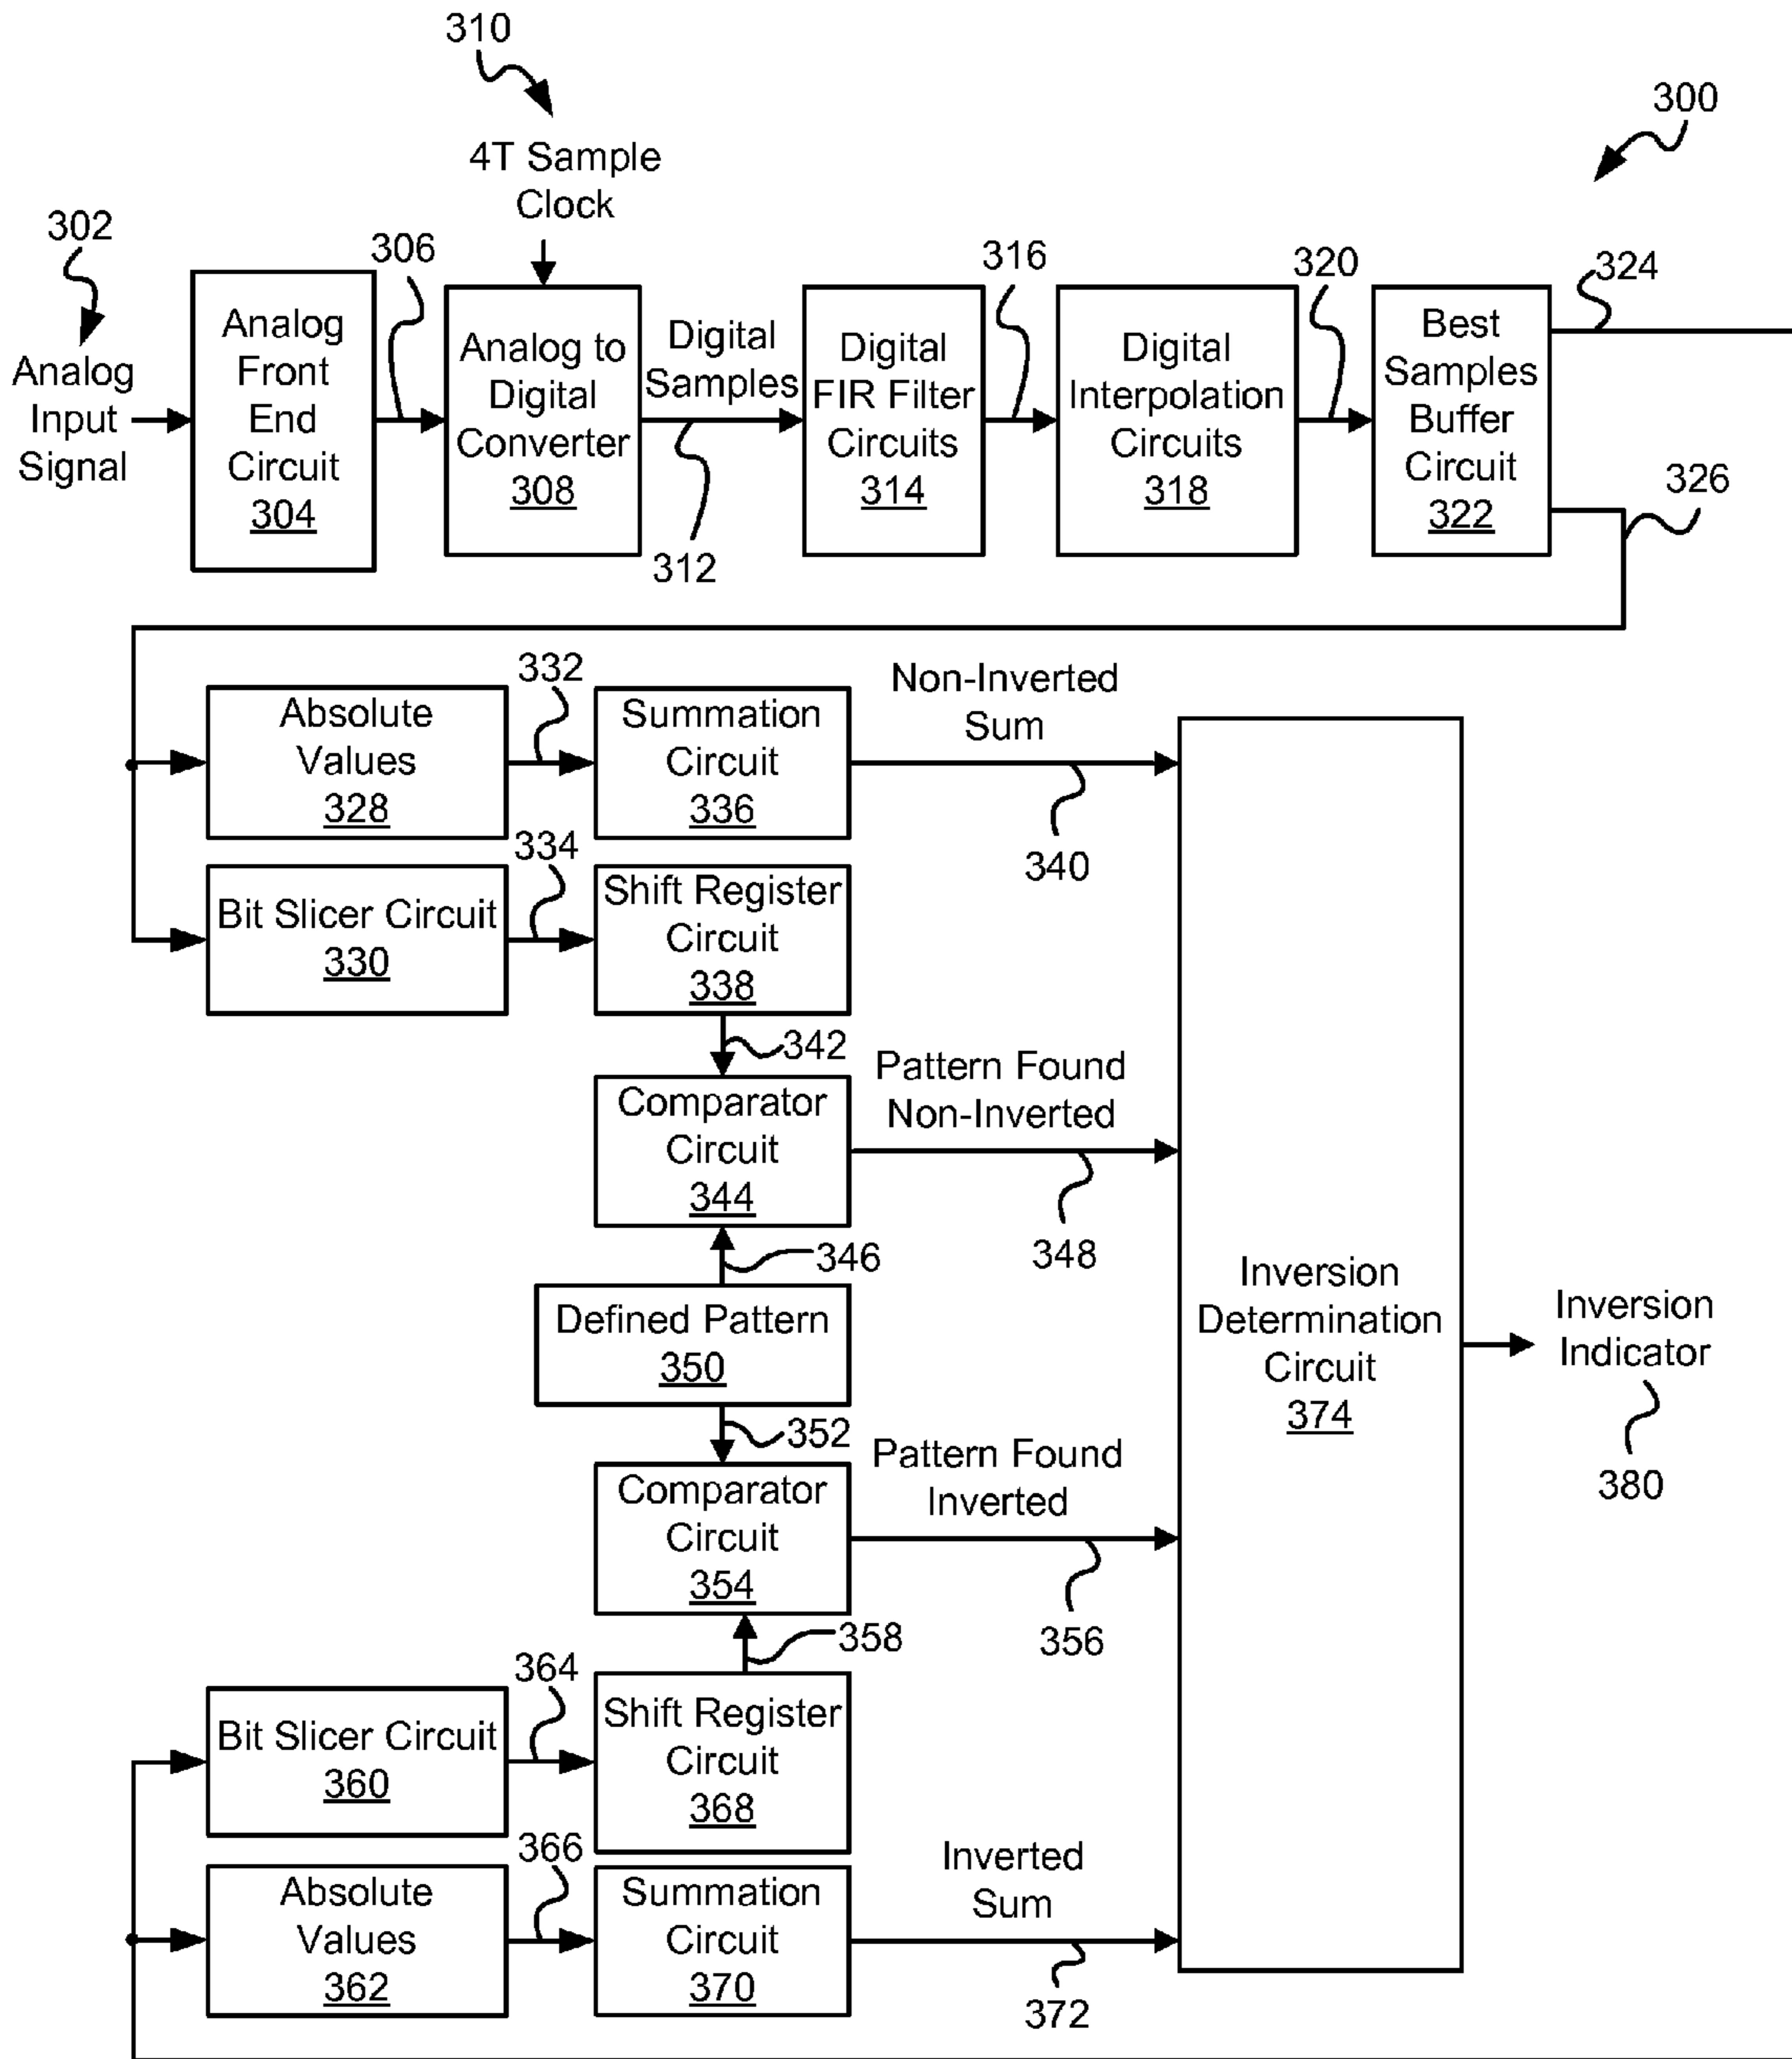 310
300
4T Sample
Clock
302
306
316
320
324
Analog
Input
Signal
Analog
Front
End
Circuit
304
Analog to
Digital
Converter
308
Digital
Samples
312
Digital
FIR Filter
Circuits
314
Digital
Interpolation
Circuits
318
Best
Samples
Buffer
Circuit
322
326
Absolute
Values
328
332
Summation
Circuit
336
Non-Inverted
Sum
340
Bit Slicer Circuit
330
334
Shift Register
Circuit
338
342
Comparator
Circuit
344
Pattern Found
Non-Inverted
348
346
Defined Pattern
350
352
Inversion
Determination
Circuit
374
Inversion
Indicator
380
Comparator
Circuit
354
Pattern Found
Inverted
356
358
Bit Slicer Circuit
360
364
Shift Register
Circuit
368
Absolute
Values
362
366
Summation
Circuit
370
Inverted
Sum
372